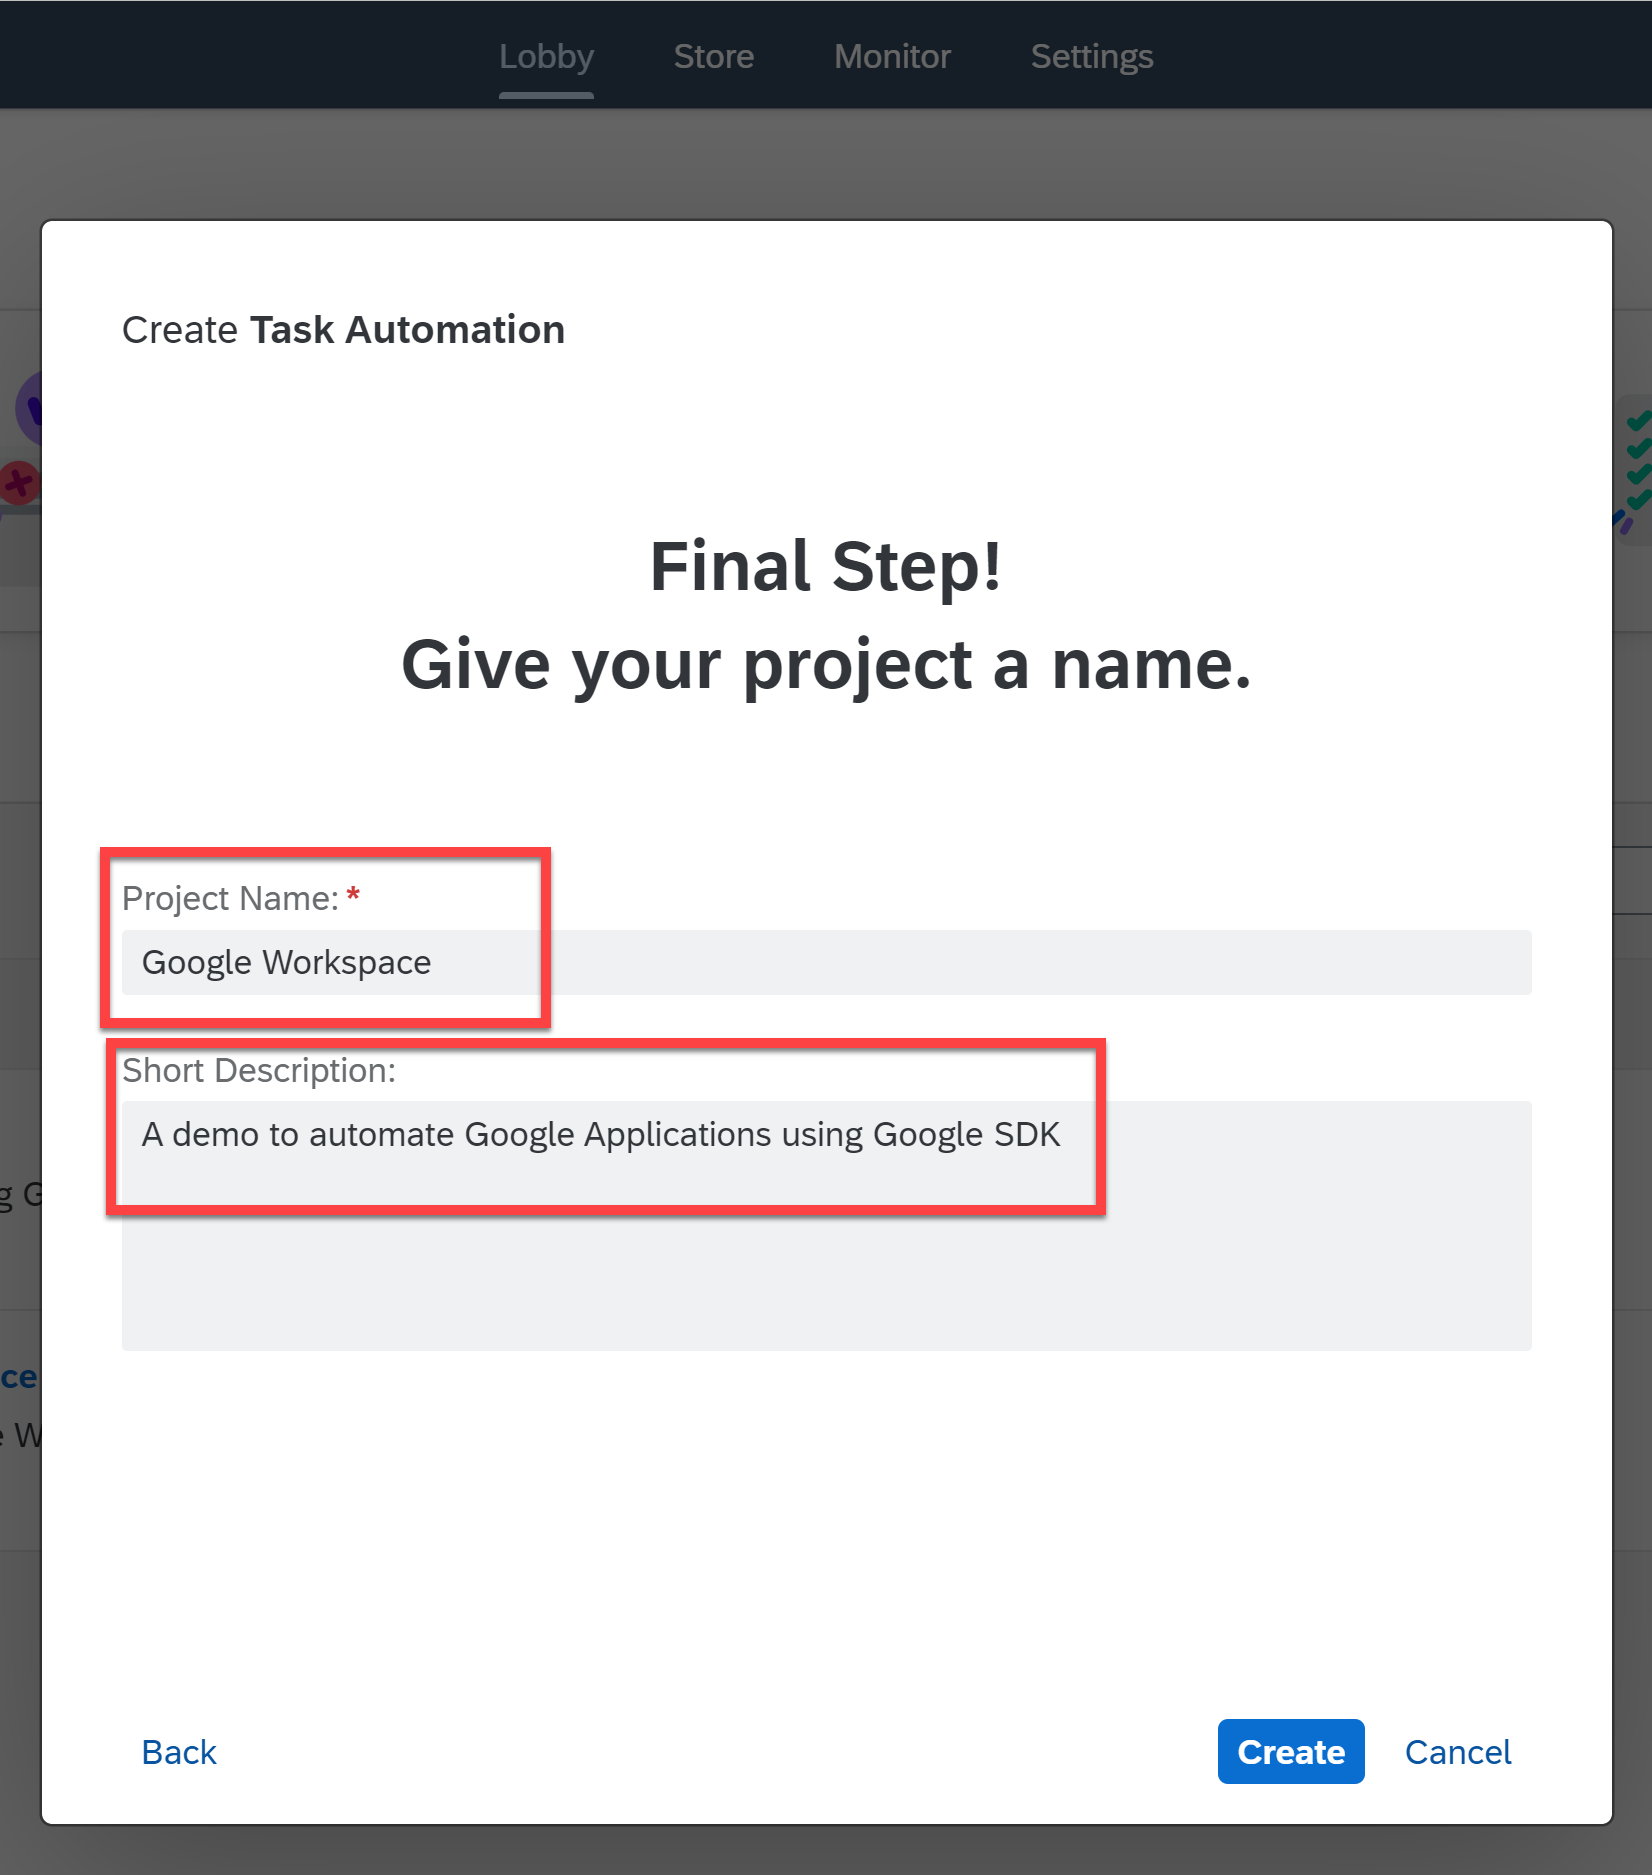 Lobby Store Monitor Settings
Create Task Automation
Final Step!
Give your project a name.
Project Name: *
Google Workspace
Short Description:
A demo to automate Google Applications using Google SDK
g G
ce
e W
Back Create Cancel